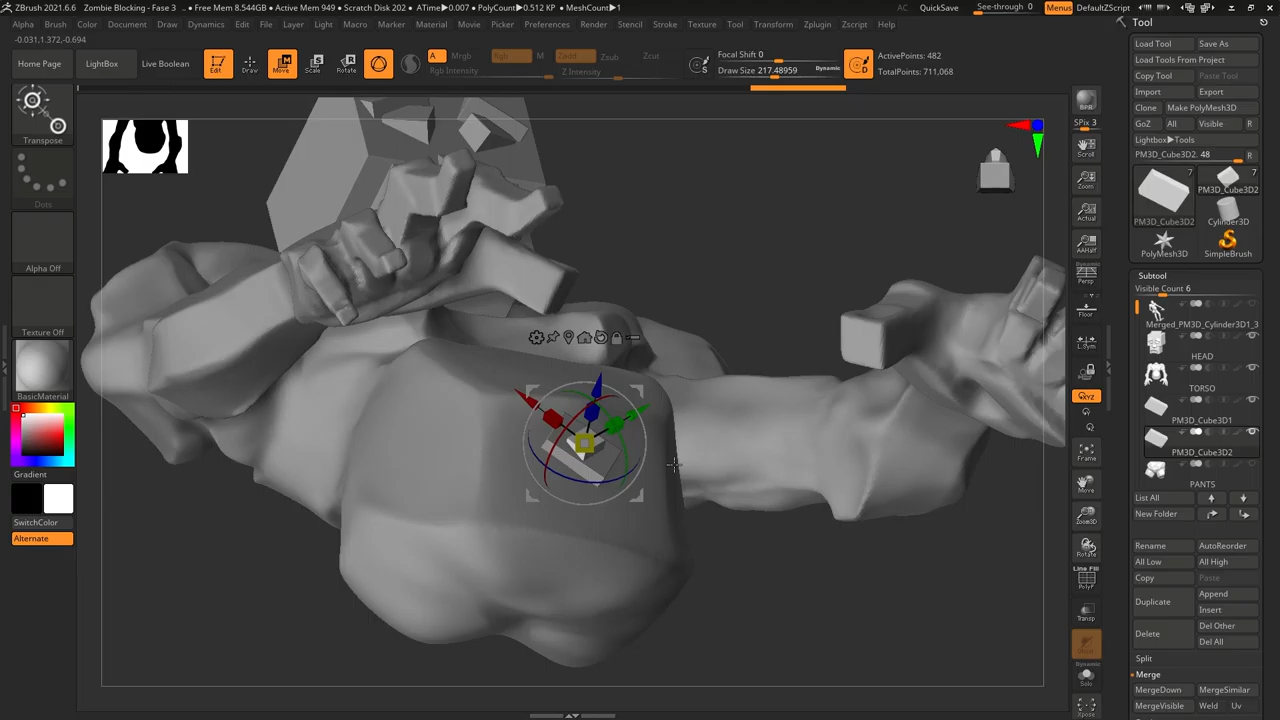 ZBrush 2021.6.6 Zombie Blocking - Fase 3 • Free Mem 8.544GB • Active Mem 949 • Scratch Disk 202 • ATime▶0.007 • PolyCount▶0.512 KP • MeshCount▶1 AC QuickSave See-through 0 Menus DefaultZScript
Alpha Brush Color Document Draw Dynamics Edit File Layer Light Macro Marker Material Movie Picker Preferences Render Stencil Stroke Texture Tool Transform Zplugin Zscript Help
-0.031,1.372,-0.694
Home Page LightBox Live Boolean Edit Draw Move Scale Rotate
A Mrgb Rgb M Zadd Zsub Zcut
Rgb Intensity Z Intensity
Focal Shift 0
Draw Size 217.48959 Dynamic
S D
ActivePoints: 482
TotalPoints: 711,068
Transpose
Dots
Alpha Off
Texture Off
BasicMaterial
Gradient
SwitchColor
Alternate
BPR
SPix 3
Scroll
Zoom
Actual
AAHalf
Dynamic
Persp
Floor
L.Sym
XYZ
Frame
Move
Zoom3D
Rotate
Line Fill
PolyF
Transp
Dynamic
Solo
Xpose
Tool
Load Tool Save As
Load Tools From Project
Copy Tool Paste Tool
Import Export
Clone Make PolyMesh3D
GoZ All Visible R
Lightbox▶Tools
PM3D_Cube3D2. 48 R
7 7
PM3D_Cube3D2
PM3D_Cube3D2 Cylinder3D
PolyMesh3D SimpleBrush
Subtool
Visible Count 6
Merged_PM3D_Cylinder3D1_3
HEAD
TORSO
PM3D_Cube3D1
PM3D_Cube3D2
PANTS
List All
New Folder
Rename AutoReorder
All Low All High
Copy Paste
Duplicate Append
Insert
Delete Del Other
Del All
Split
Merge
MergeDown MergeSimilar
MergeVisible Weld Uv